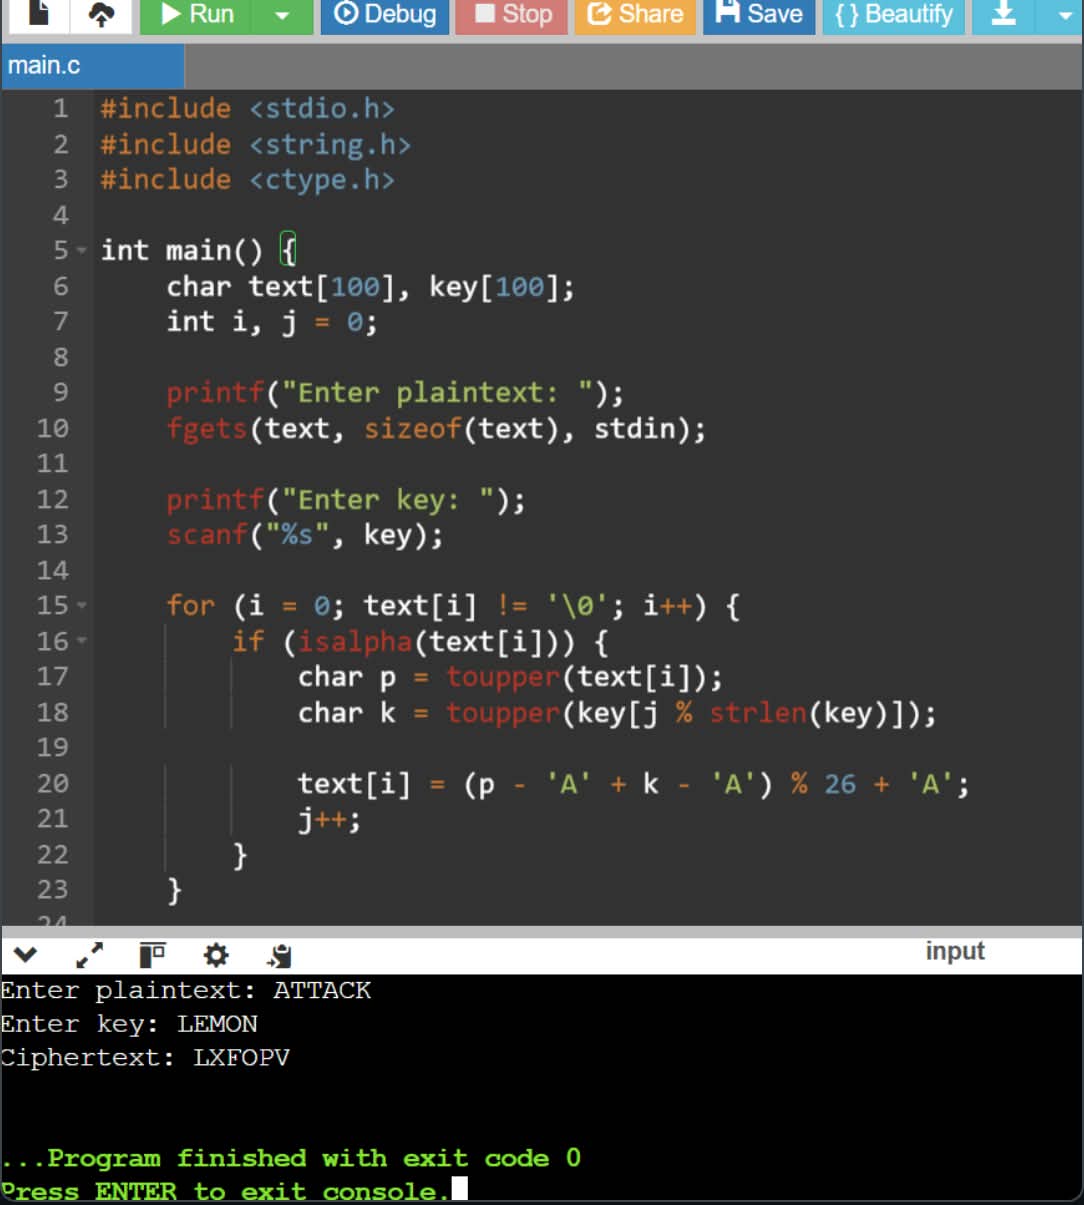 Run Debug Stop Share Save {} Beautify
main.c
1 #include <stdio.h>
2 #include <string.h>
3 #include <ctype.h>
4
5 int main() {
6     char text[100], key[100];
7     int i, j = 0;
8
9     printf("Enter plaintext: ");
10     fgets(text, sizeof(text), stdin);
11
12     printf("Enter key: ");
13     scanf("%s", key);
14
15     for (i = 0; text[i] != '\0'; i++) {
16         if (isalpha(text[i])) {
17             char p = toupper(text[i]);
18             char k = toupper(key[j % strlen(key)]);
19
20             text[i] = (p - 'A' + k - 'A') % 26 + 'A';
21             j++;
22         }
23     }
24
input
Enter plaintext: ATTACK
Enter key: LEMON
Ciphertext: LXFOPV
...Program finished with exit code 0
Press ENTER to exit console.